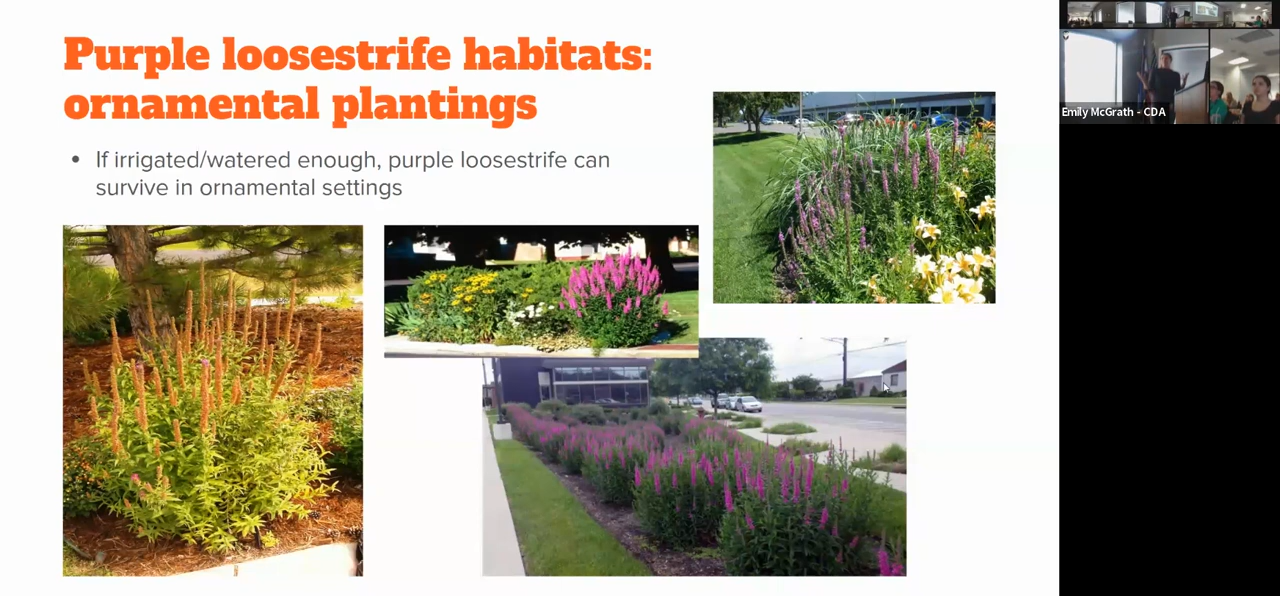 Purple loosestrife habitats:
ornamental plantings
• If irrigated/watered enough, purple loosestrife can
survive in ornamental settings
Emily McGrath - CDA